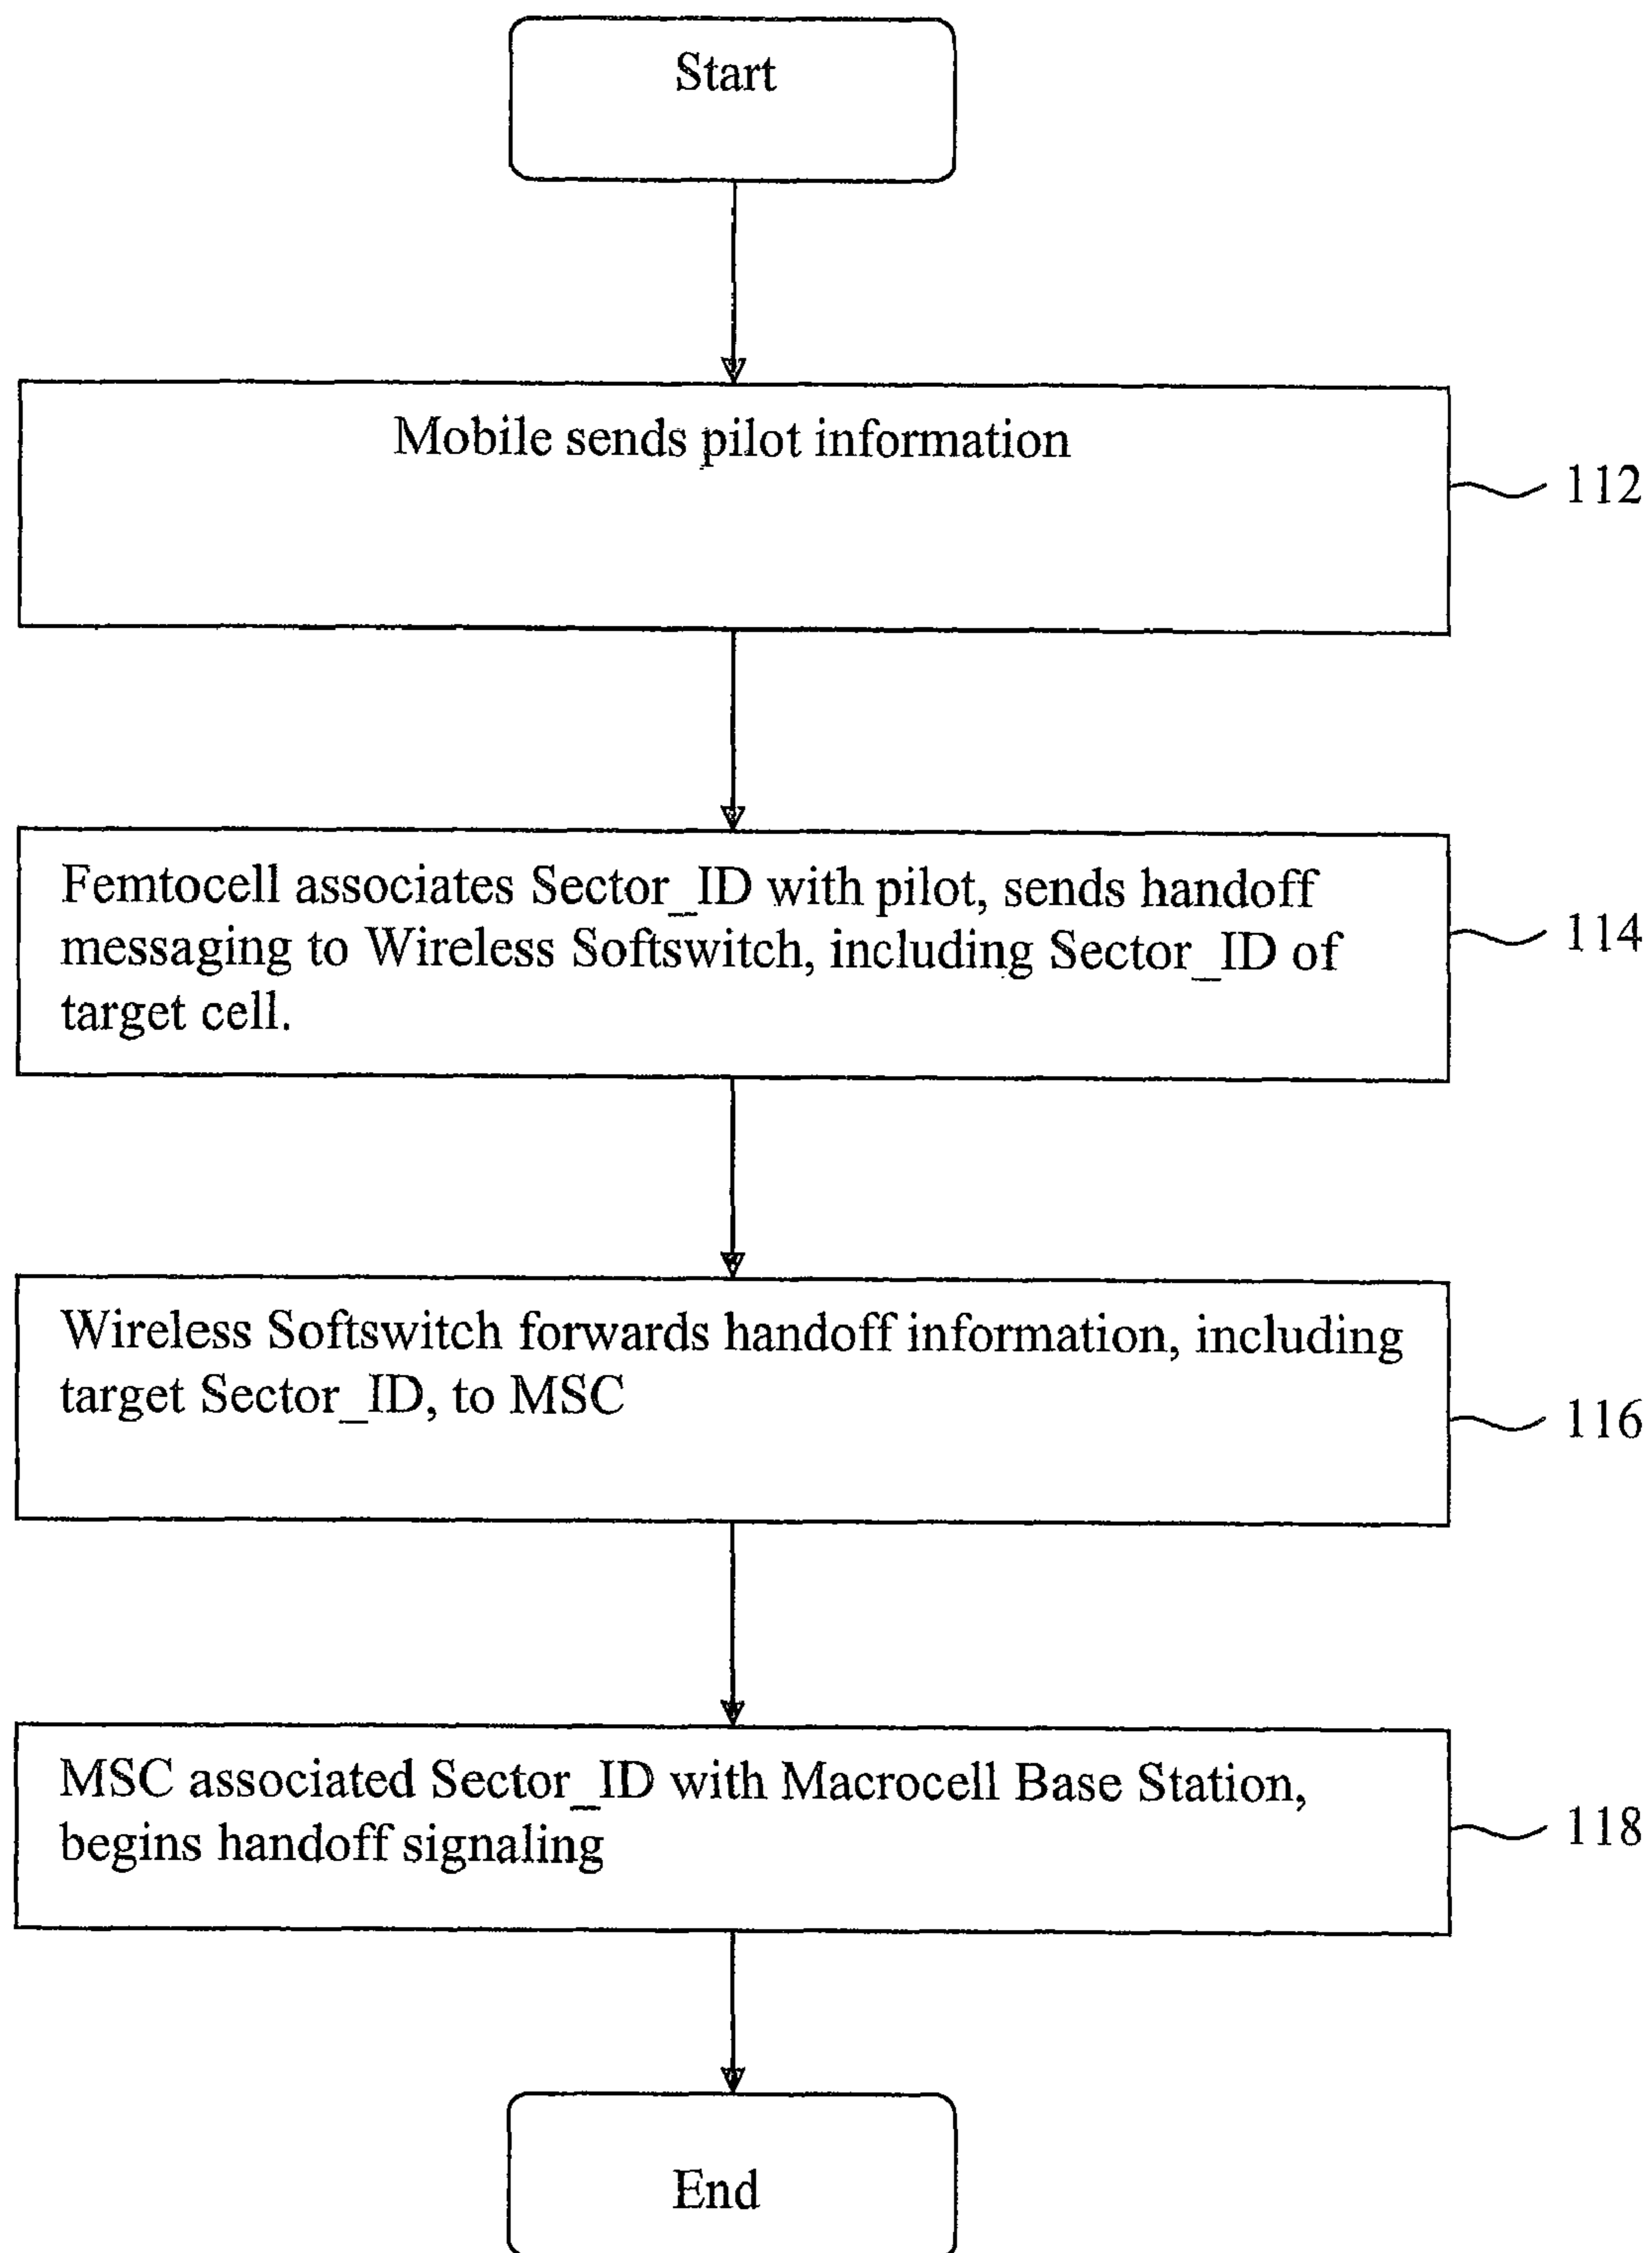 Start
Mobile sends pilot information
112
Femtocell associates Sector_ID with pilot, sends handoff
messaging to Wireless Softswitch, including Sector_ID of
target cell.
114
Wireless Softswitch forwards handoff information, including
target Sector_ID, to MSC
116
MSC associated Sector_ID with Macrocell Base Station,
begins handoff signaling
118
End